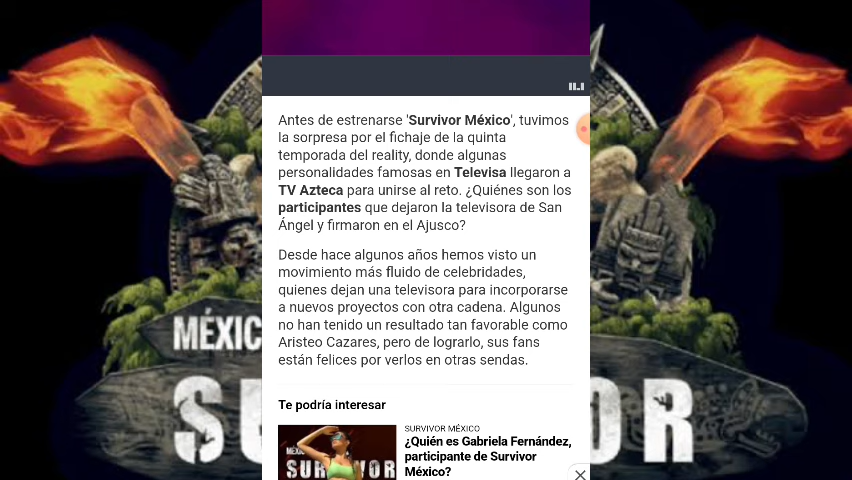 Antes de estrenarse 'Survivor México', tuvimos
la sorpresa por el fichaje de la quinta
temporada del reality, donde algunas
personalidades famosas en Televisa llegaron a
TV Azteca para unirse al reto. ¿Quiénes son los
participantes que dejaron la televisora de San
Ángel y firmaron en el Ajusco?
Desde hace algunos años hemos visto un
movimiento más fluido de celebridades,
quienes dejan una televisora para incorporarse
a nuevos proyectos con otra cadena. Algunos
no han tenido un resultado tan favorable como
Aristeo Cazares, pero de lograrlo, sus fans
están felices por verlos en otras sendas.
Te podría interesar
SURVIVOR MÉXICO
¿Quién es Gabriela Fernández,
participante de Survivor
México?
MÉXIC
S
OR